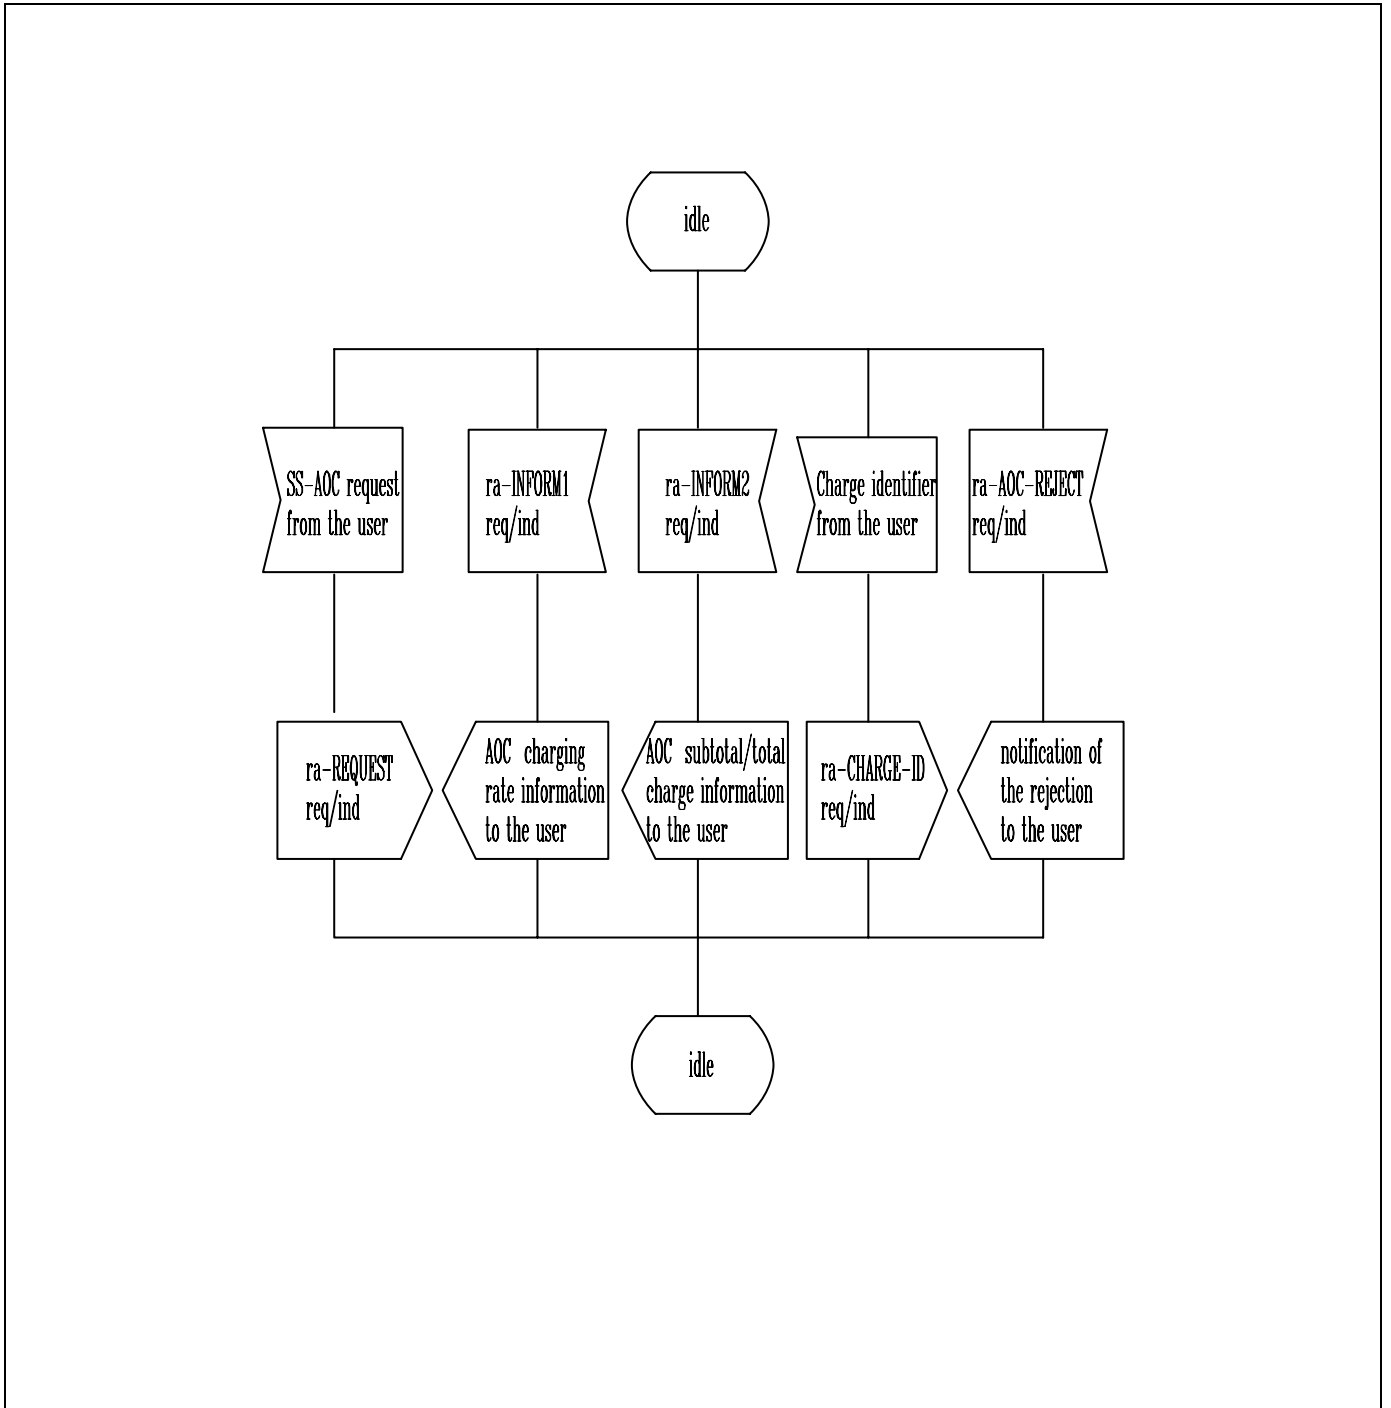 idle
SS-AOC request
from the user
ra-INFORM1
req/ind
ra-INFORM2
req/ind
Charge identifier
from the user
ra-AOC-REJECT
req/ind
ra-REQUEST
req/ind
AOC charging
rate information
to the user
AOC subtotal/total
charge information
to the user
ra-CHARGE-ID
req/ind
notification of
the rejection
to the user
idle